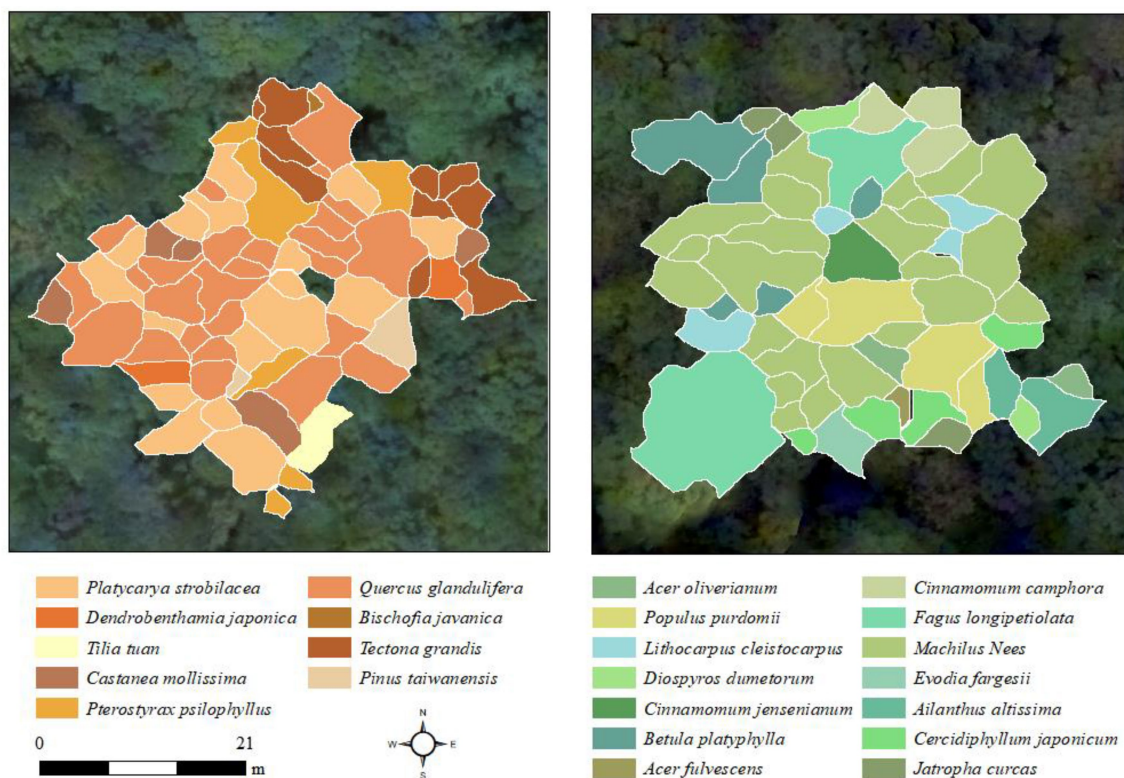 Platycarya strobilacea
Dendrobenthamia japonica
Tilia tuan
Castanea mollissima
Pterostyrax psilophyllus
Quercus glandulifera
Bischofia javanica
Tectona grandis
Pinus taiwanensis
0 21
m
N
W E
S
Acer oliverianum
Populus purdomii
Lithocarpus cleistocarpus
Diospyros dumetorum
Cinnamomum jensenianum
Betula platyphylla
Acer fulvescens
Cinnamomum camphora
Fagus longipetiolata
Machilus Nees
Evodia fargesii
Ailanthus altissima
Cercidiphyllum japonicum
Jatropha curcas